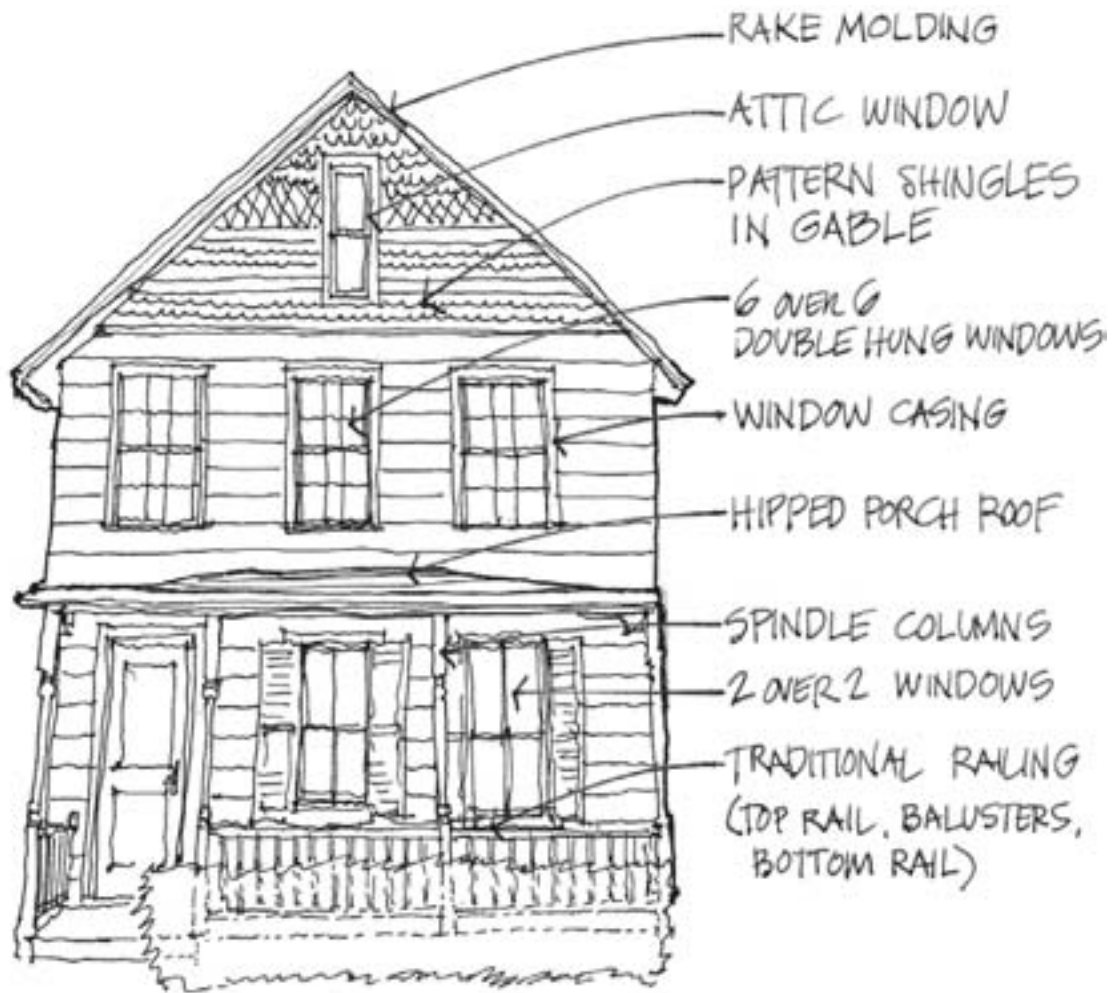 RAKE MOLDING
ATTIC WINDOW
PATTERN SHINGLES
IN GABLE
6 OVER 6
DOUBLE HUNG WINDOWS
WINDOW CASING
HIPPED PORCH ROOF
SPINDLE COLUMNS
2 OVER 2 WINDOWS
TRADITIONAL RAILING
(TOP RAIL, BALUSTERS,
BOTTOM RAIL)